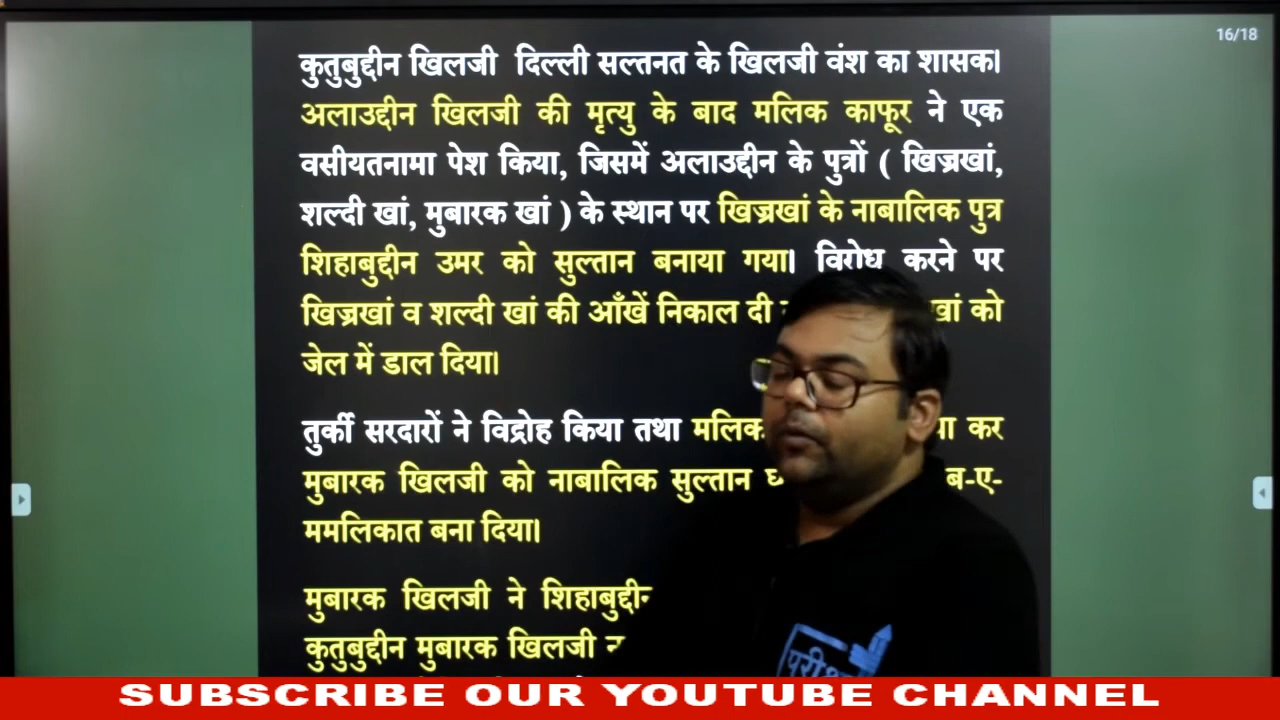 16/18
कुतुबुद्दीन खिलजी दिल्ली सल्तनत के खिलजी वंश का शासक।
अलाउद्दीन खिलजी की मृत्यु के बाद मलिक काफूर ने एक
वसीयतनामा पेश किया, जिसमें अलाउद्दीन के पुत्रों ( खिज्रखां,
शल्दी खां, मुबारक खां ) के स्थान पर खिज्रखां के नाबालिक पुत्र
शिहाबुद्दीन उमर को सुल्तान बनाया गया। विरोध करने पर
खिज्रखां व शल्दी खां की आँखें निकाल दी खां को
जेल में डाल दिया।
तुर्की सरदारों ने विद्रोह किया तथा मलिक कर
मुबारक खिलजी को नाबालिक सुल्तान ब-ए-
ममलिकात बना दिया।
मुबारक खिलजी ने
कुतुबुद्दीन मुबारक खिलजी
SUBSCRIBE OUR YOUTUBE CHANNEL